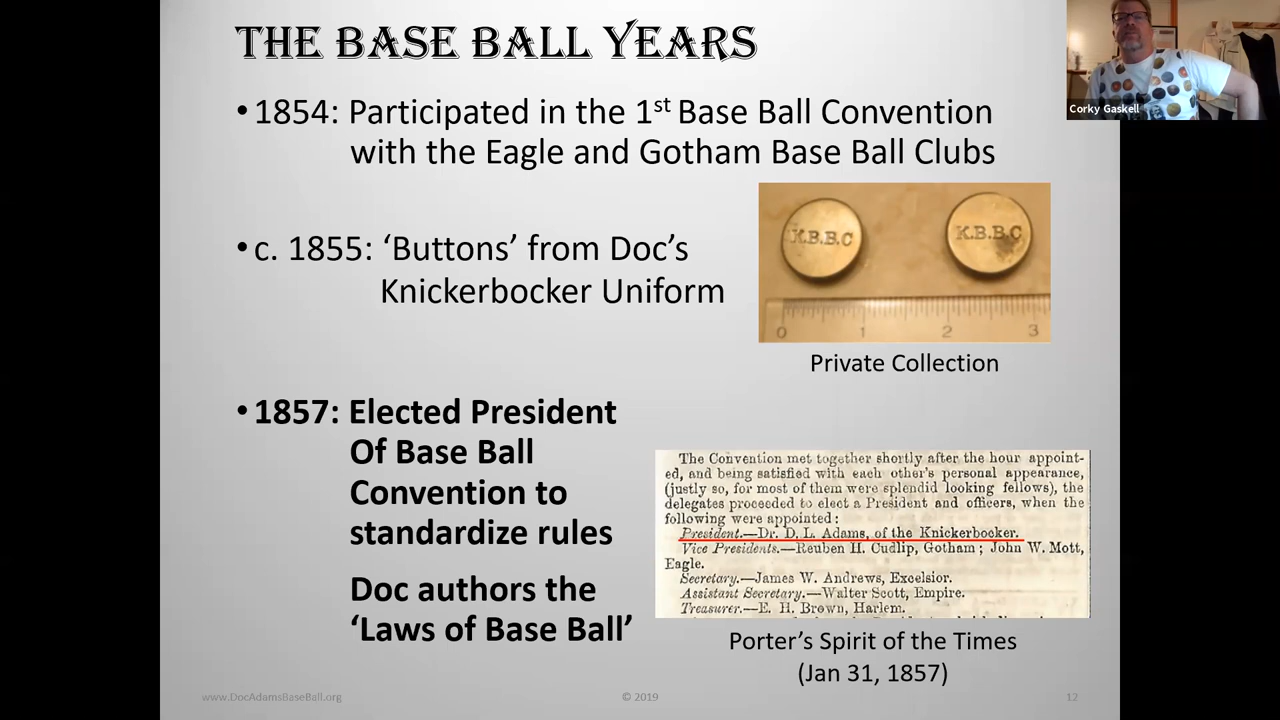 THE BASE BALL YEARS
Corky Gaskell
• 1854: Participated in the 1st Base Ball Convention
with the Eagle and Gotham Base Ball Clubs
• c. 1855: ‘Buttons’ from Doc’s
Knickerbocker Uniform
K.B.B.C
K.B.B.C
0 1 2 3
Private Collection
• 1857: Elected President
Of Base Ball
Convention to
standardize rules
Doc authors the
‘Laws of Base Ball’
The Convention met together shortly after the hour appoint-
ed, and being satisfied with each other's personal appearance,
(justly so, for most of them were splendid looking fellows), the
delegates proceeded to elect a President and officers, when the
following were appointed:
President.—Dr. D. L. Adams, of the Knickerbocker.
Vice Presidents.—Reuben H. Cudlip, Gotham; John W. Mott,
Eagle.
Secretary.—James W. Andrews, Excelsior.
Assistant Secretary.—Walter Scott, Empire.
Treasurer.—E. H. Brown, Harlem.
Porter’s Spirit of the Times
(Jan 31, 1857)
www.DocAdamsBaseBall.org
© 2019
12